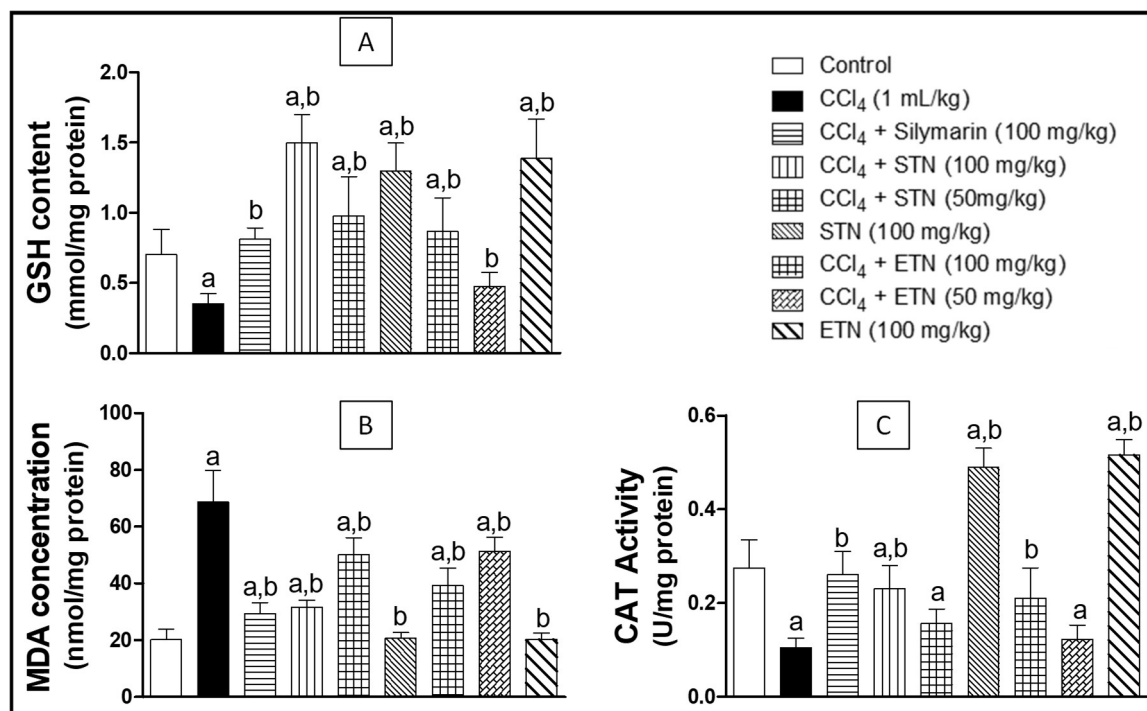 A
GSH content
(mmol/mg protein)
2.0
1.5
1.0
0.5
0.0
a
b
a,b
a,b
a,b
a,b
b
a,b
Control
CCl₄ (1 mL/kg)
CCl₄ + Silymarin (100 mg/kg)
CCl₄ + STN (100 mg/kg)
CCl₄ + STN (50mg/kg)
STN (100 mg/kg)
CCl₄ + ETN (100 mg/kg)
CCl₄ + ETN (50 mg/kg)
ETN (100 mg/kg)
B
MDA concentration
(nmol/mg protein)
100
80
60
40
20
0
a
a,b
a,b
a,b
b
a,b
a,b
b
C
CAT Activity
(U/mg protein)
0.6
0.4
0.2
0.0
a
b
a,b
a
a,b
b
a
a,b